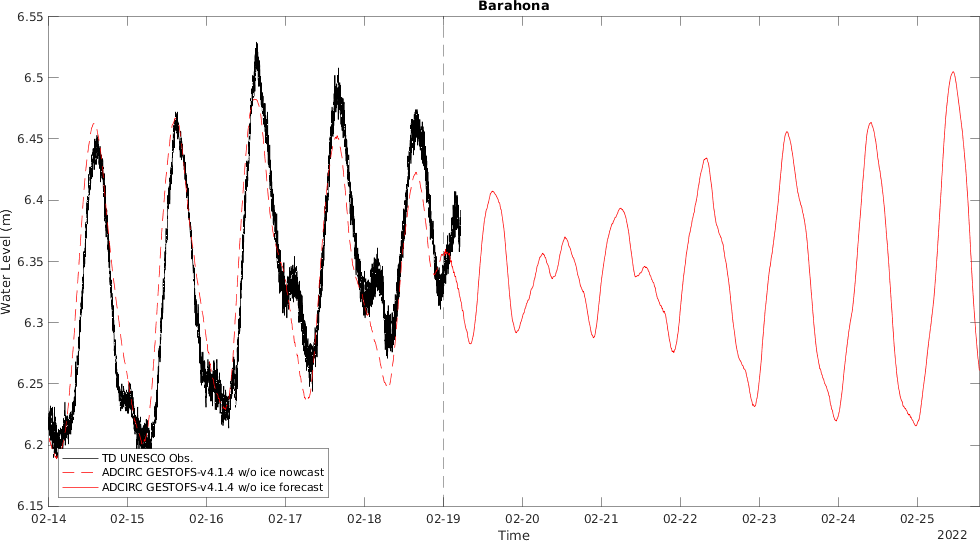 Barahona
6.55
6.5
6.45
6.4
6.35
6.3
6.25
6.2
6.15
Water Level (m)
TD UNESCO Obs.
ADCIRC GESTOFS-v4.1.4 w/o ice nowcast
ADCIRC GESTOFS-v4.1.4 w/o ice forecast
02-14 02-15 02-16 02-17 02-18 02-19 02-20 02-21 02-22 02-23 02-24 02-25
Time
2022